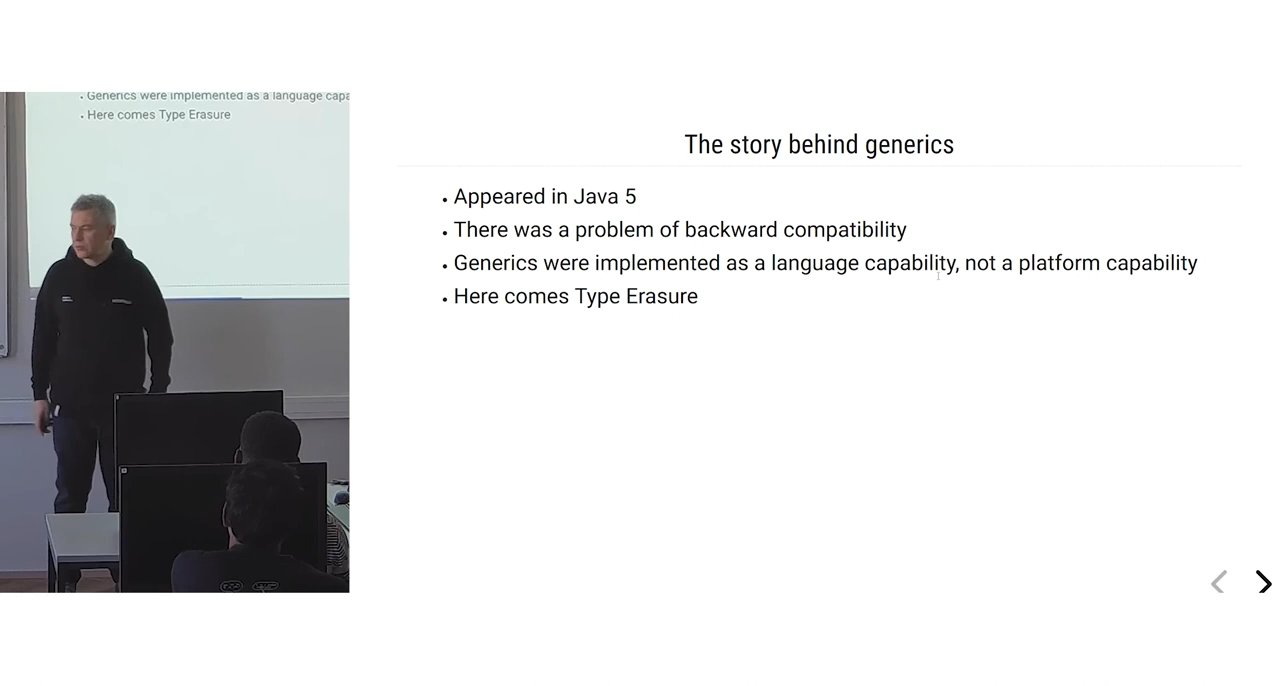 Generics were implemented as a language capa
Here comes Type Erasure
The story behind generics
Appeared in Java 5
There was a problem of backward compatibility
Generics were implemented as a language capability, not a platform capability
Here comes Type Erasure